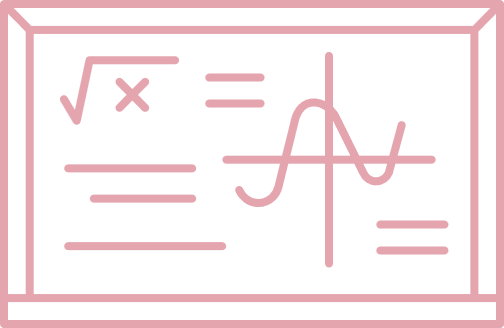 √x =
=